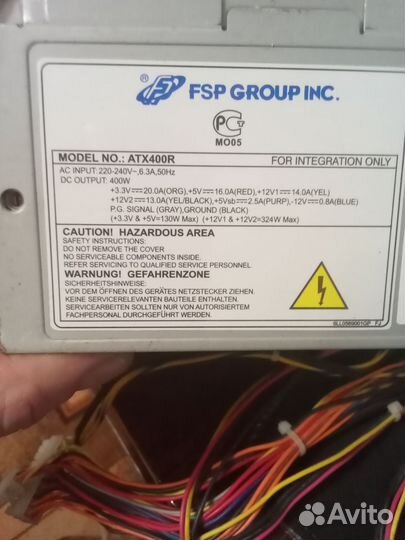 FSP GROUP INC.
MO05
MODEL NO.: ATX400R FOR INTEGRATION ONLY
AC INPUT: 220-240V~,6.3A,50Hz
DC OUTPUT: 400W
+3.3V⎓20.0A(ORG),+5V⎓16.0A(RED),+12V1⎓14.0A(YEL)
+12V2⎓13.0A(YEL/BLACK),+5Vsb⎓2.5A(PURP),-12V⎓0.8A(BLUE)
P.G. SIGNAL (GRAY),GROUND (BLACK)
(+3.3V & +5V=130W Max) (+12V1 & +12V2=324W Max)
CAUTION! HAZARDOUS AREA
SAFETY INSTRUCTIONS:
DO NOT REMOVE THE COVER
NO SERVICEABLE COMPONENTS INSIDE.
REFER SERVICING TO QUALIFIED SERVICE PERSONNEL
WARNUNG! GEFAHRENZONE
SICHERHEITSHINWEISE:
VOR DEM ÖFFNEN DES GERÄTES NETZSTECKER ZIEHEN
KEINE SERVICERELEVANTEN BAUTEILE ENTHALTEN.
GERÄT DARF NUR VON AUTORISIERTEM
FACHPERSONAL DURCHGEFÜHRT WERDEN
Avito